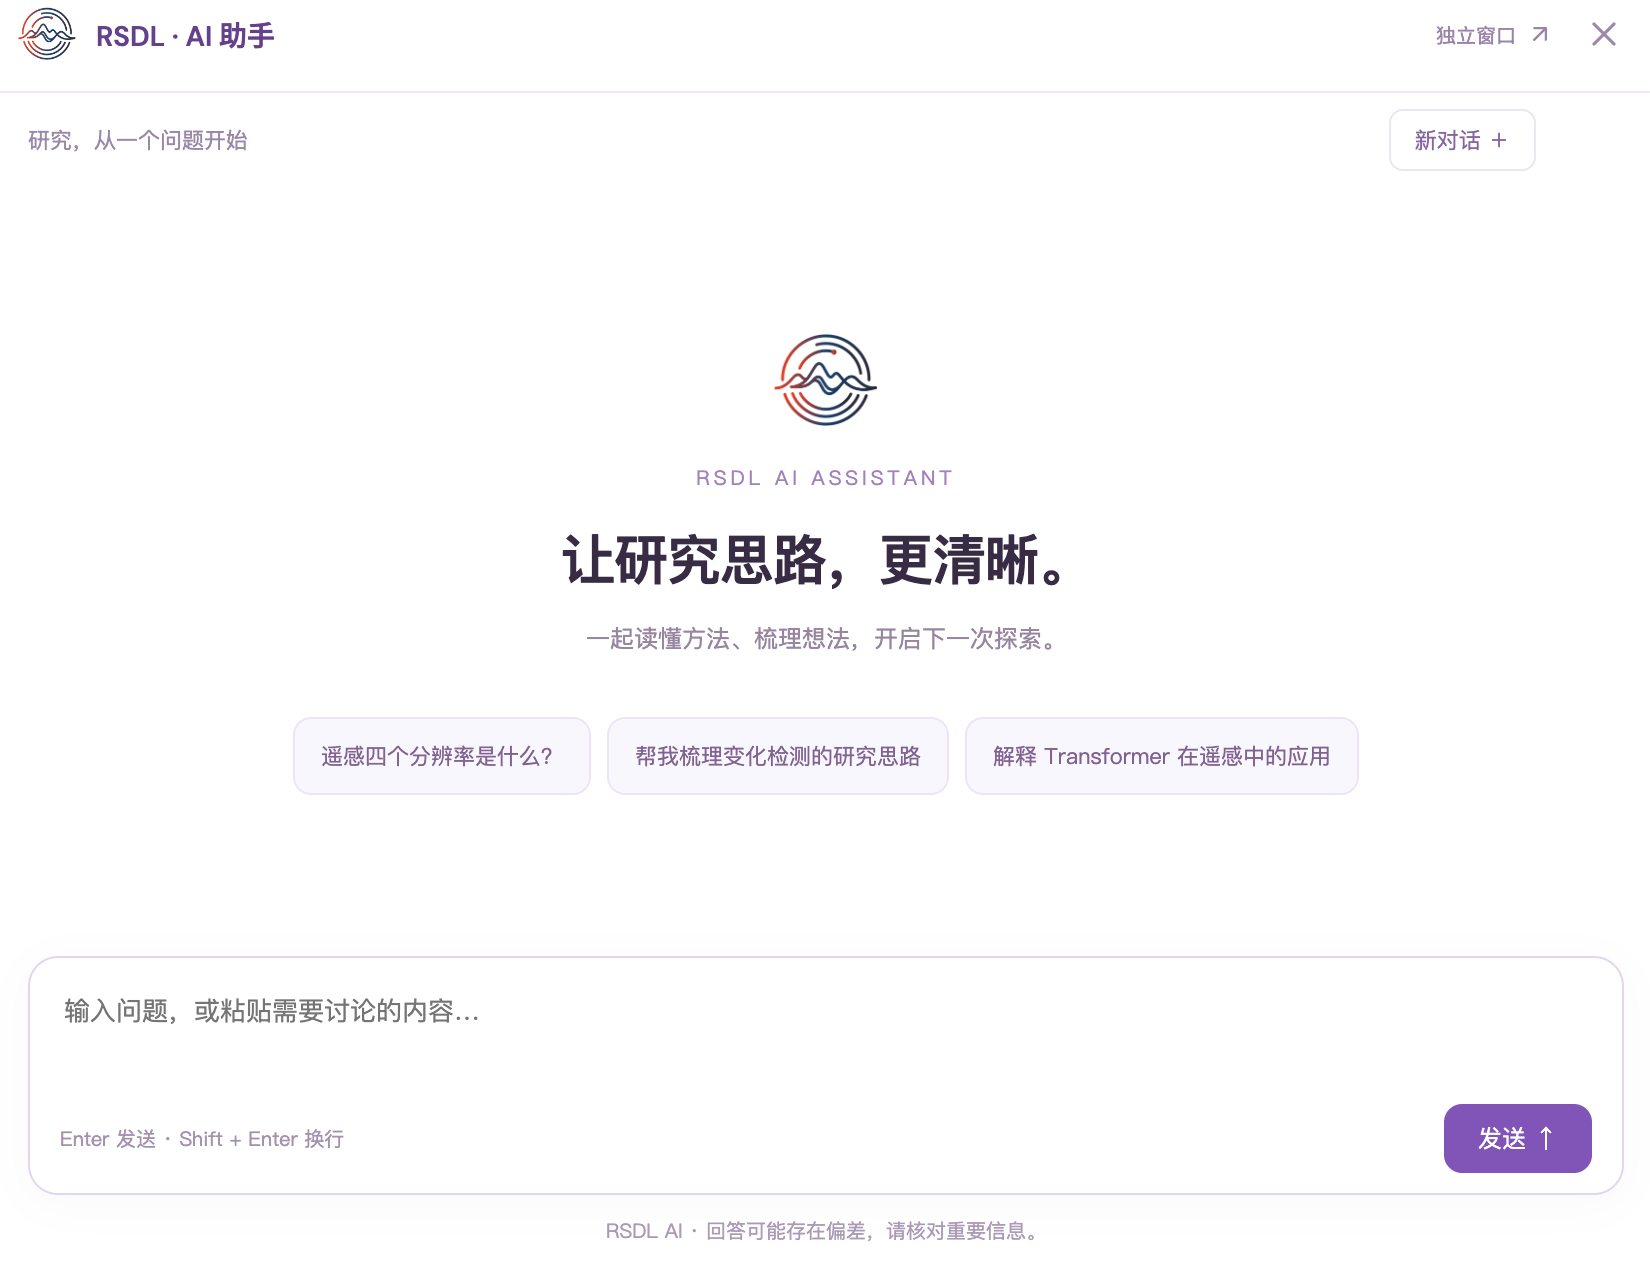 RSDL · AI 助手
独立窗口 ↗
研究，从一个问题开始
新对话 +
RSDL AI ASSISTANT
让研究思路，更清晰。
一起读懂方法、梳理想法，开启下一次探索。
遥感四个分辨率是什么？
帮我梳理变化检测的研究思路
解释 Transformer 在遥感中的应用
输入问题，或粘贴需要讨论的内容...
Enter 发送 · Shift + Enter 换行
发送 ↑
RSDL AI · 回答可能存在偏差，请核对重要信息。